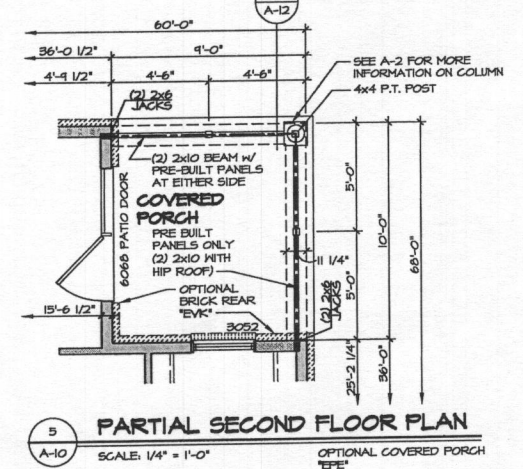 A-12
60'-0"
36'-0 1/2"
9'-0"
4'-9 1/2"
4'-6"
4'-6"
SEE A-2 FOR MORE
INFORMATION ON COLUMN
4x4 P.T. POST
(2) 2x6
JACKS
(2) 2x10 BEAM W/
PRE-BUILT PANELS
AT EITHER SIDE
6068 PATIO DOOR
COVERED
PORCH
PRE BUILT
PANELS ONLY
(2) 2x10 WITH
HIP ROOF)
5'-0"
10'-0"
68'-0"
11 1/4"
5'-0"
OPTIONAL
BRICK REAR
"EVK"
(2) 2x6
JACKS
15'-6 1/2"
3052
25'-2 1/4"
36'-0"
5
A-10
PARTIAL SECOND FLOOR PLAN
SCALE: 1/4" = 1'-0"
OPTIONAL COVERED PORCH
"EPE"